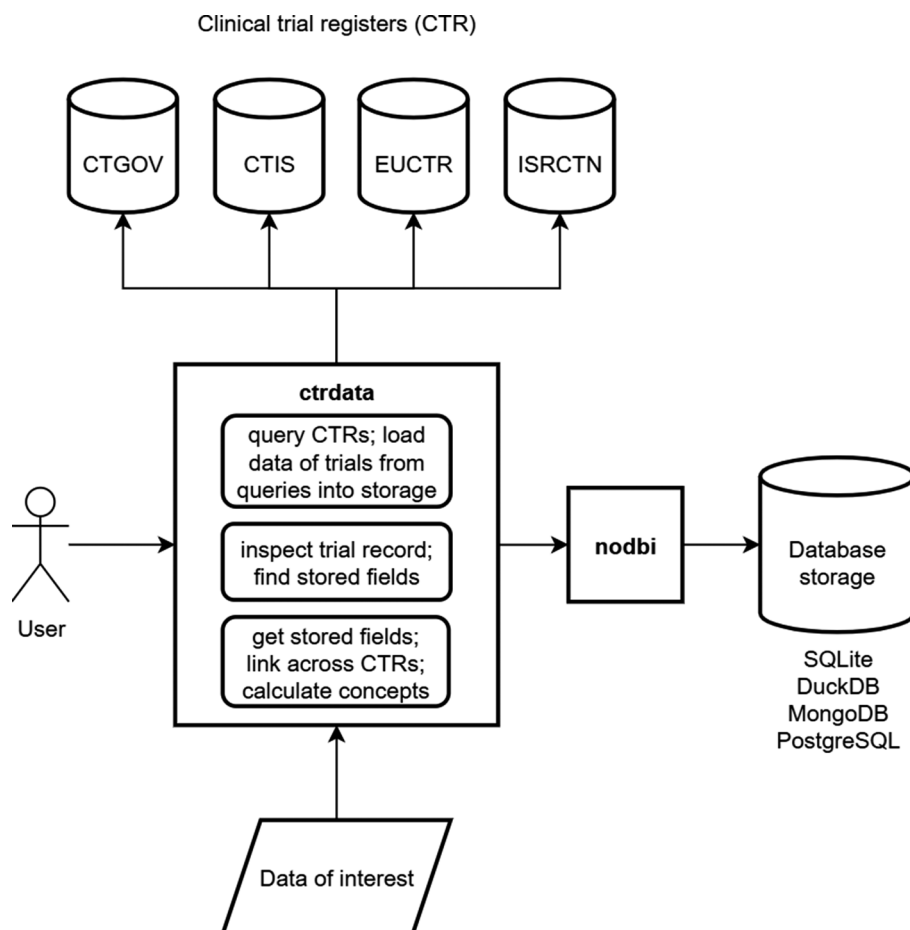 Clinical trial registers (CTR)
CTGOV
CTIS
EUCTR
ISRCTN
ctrdata
query CTRs; load
data of trials from
queries into storage
inspect trial record;
find stored fields
get stored fields;
link across CTRs;
calculate concepts
User
nodbi
Database
storage
SQLite
DuckDB
MongoDB
PostgreSQL
Data of interest